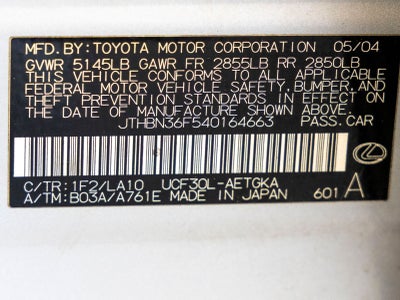 MFD.BY:TOYOTA MOTOR CORPORATION 05/04
GVWR 5145LB GAWR FR 2855LB RR 2850LB
THIS VEHICLE CONFORMS TO ALL APPLICABLE
FEDERAL MOTOR VEHICLE SAFETY,BUMPER,AND
THEFT PREVENTION STANDARDS IN EFFECT ON
THE DATE OF MANUFACTURE SHOWN ABOVE.
JTHBN36F540164663 PASS.CAR
C/TR:1F2/LA10 UCF30L-AETGKA
A/TM:B03A/A761E MADE IN JAPAN 601 A